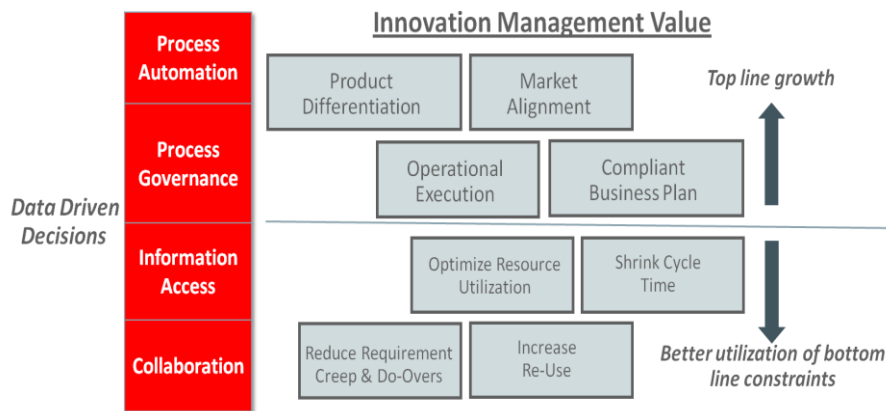 Innovation Management Value
Process
Automation
Product
Differentiation
Market
Alignment
Top line growth
Process
Governance
Operational
Execution
Compliant
Business Plan
Data Driven
Decisions
Information
Access
Optimize Resource
Utilization
Shrink Cycle
Time
Collaboration
Reduce Requirement
Creep & Do-Overs
Increase
Re-Use
Better utilization of bottom
line constraints